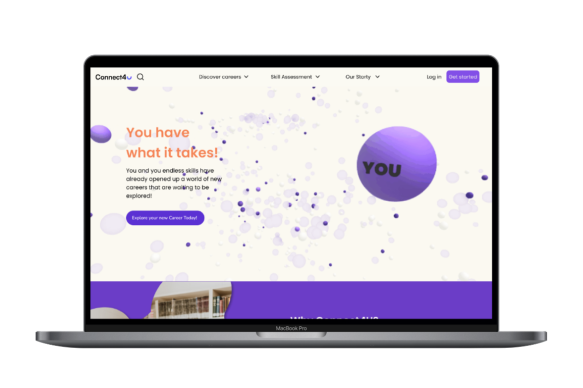 Connect4u
Discover careers
Skill Assessment
Our Storty
Log in
Get started
You have
what it takes!
You and you endless skills have
already opened up a world of new
careers that are waiting to be
explored!
Explore your new Career Today!
YOU
MacBook Pro